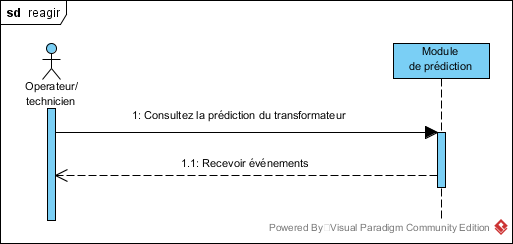 sd reagir
Operateur/
technicien
Module
de prédiction
1: Consultez la prédiction du transformateur
1.1: Recevoir événements
Powered By Visual Paradigm Community Edition